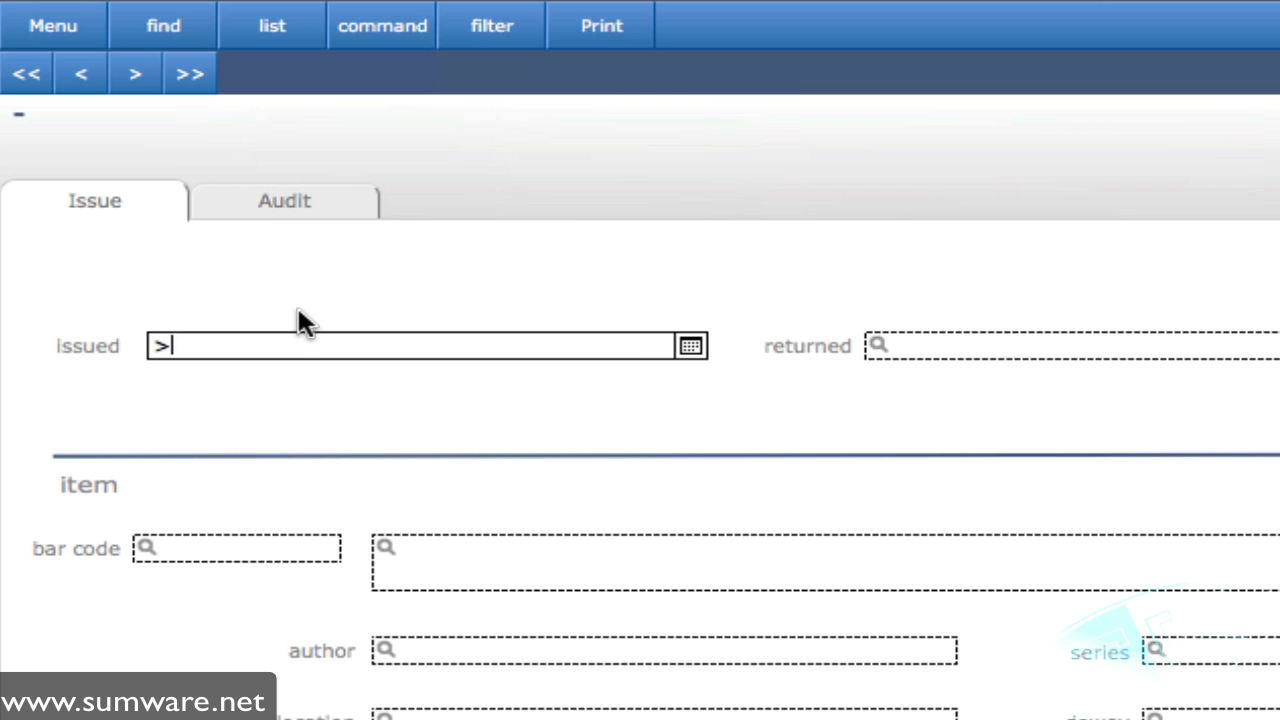 Menu find list command filter Print
<< < > >>
-
Issue Audit
issued > returned
item
bar code
author series
www.sumware.net